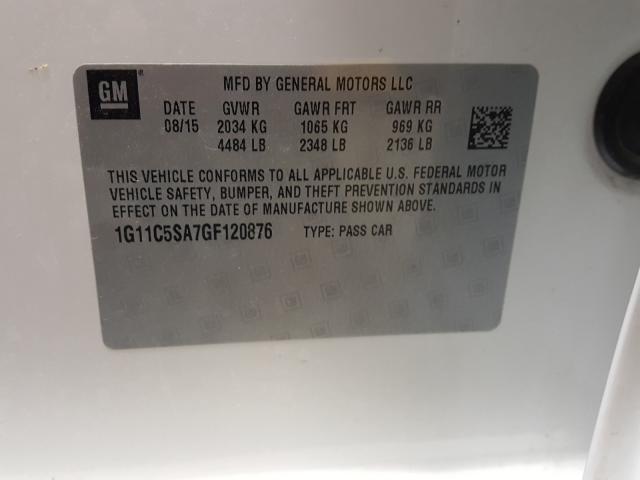 GM
MFD BY GENERAL MOTORS LLC
DATE GVWR GAWR FRT GAWR RR
08/15 2034 KG 1065 KG 969 KG
4484 LB 2348 LB 2136 LB
THIS VEHICLE CONFORMS TO ALL APPLICABLE U.S. FEDERAL MOTOR
VEHICLE SAFETY, BUMPER, AND THEFT PREVENTION STANDARDS IN
EFFECT ON THE DATE OF MANUFACTURE SHOWN ABOVE.
1G11C5SA7GF120876 TYPE: PASS CAR